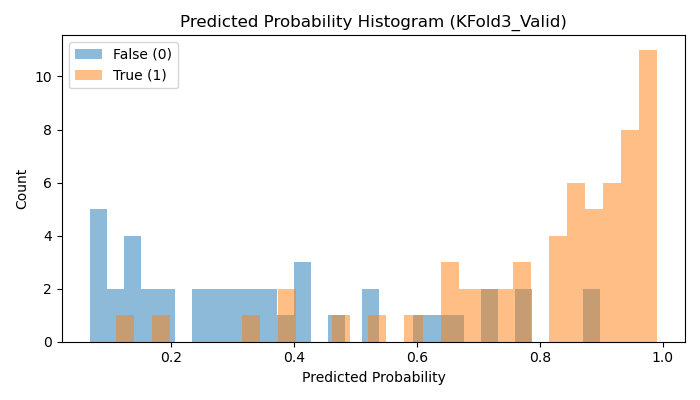 Predicted Probability Histogram (KFold3_Valid)
False (0)
True (1)
Count
10
8
6
4
2
0
0.2 0.4 0.6 0.8 1.0
Predicted Probability